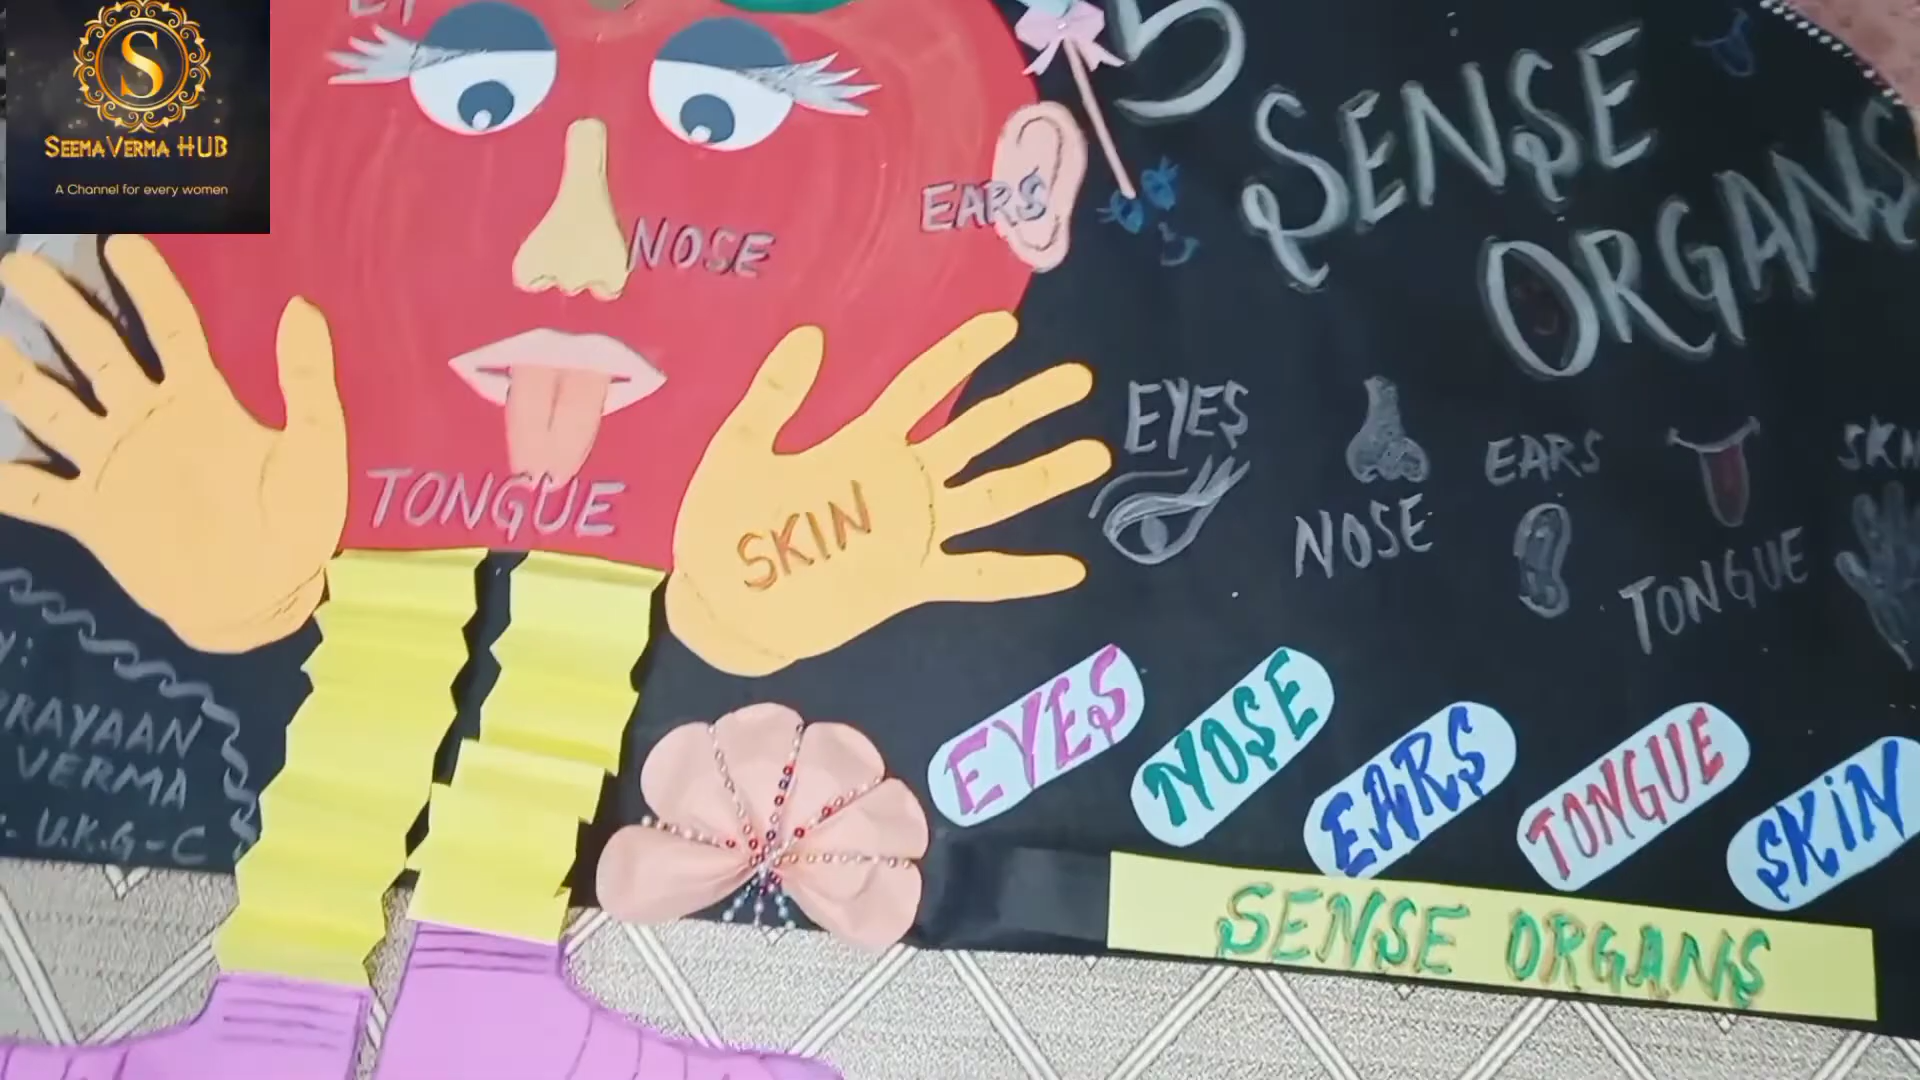 S
SEEMAVERMA HUB
A Channel for every women
5
SENSE
ORGANS
NOSE
EARS
TONGUE
SKIN
EYES
NOSE
EARS
TONGUE
EYES
NOSE
EARS
TONGUE
SKIN
SENSE ORGANS
VERMA
U.K.G-C